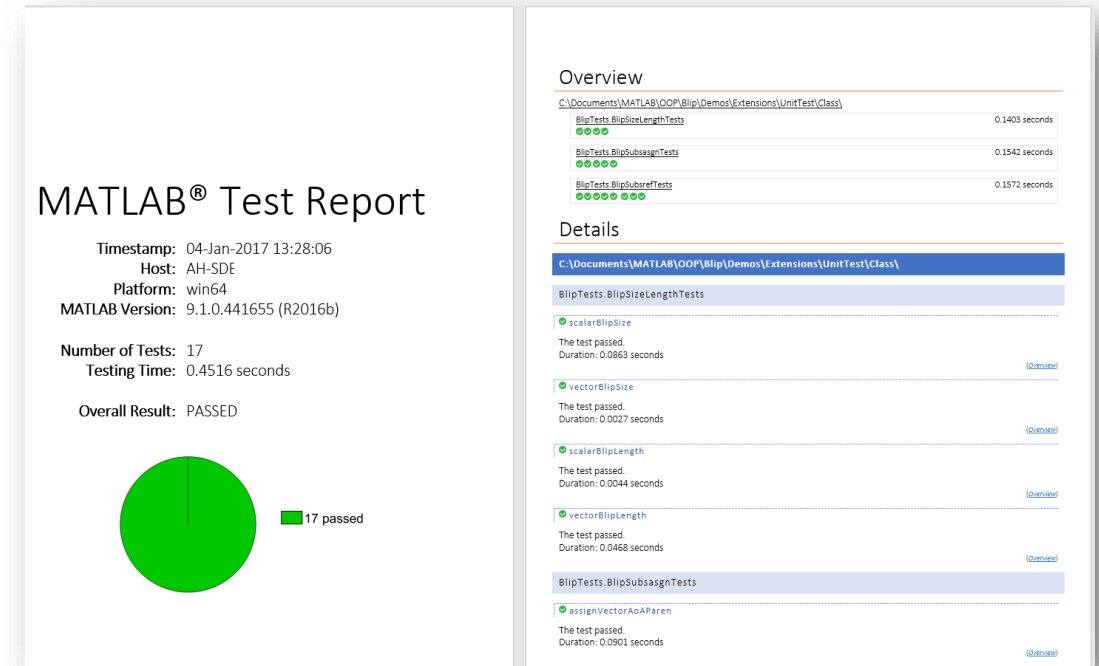 MATLAB® Test Report
Timestamp: 04-Jan-2017 13:28:06
Host: AH-SDE
Platform: win64
MATLAB Version: 9.1.0.441655 (R2016b)
Number of Tests: 17
Testing Time: 0.4516 seconds
Overall Result: PASSED
17 passed
Overview
C:\Documents\MATLAB\OOP\Blip\Demos\Extensions\UnitTest\Class\
BlipTests.BlipSizeLengthTests 0.1403 seconds
BlipTests.BlipSubsasgnTests 0.1542 seconds
BlipTests.BlipSubsrefTests 0.1572 seconds
Details
C:\Documents\MATLAB\OOP\Blip\Demos\Extensions\UnitTest\Class\
BlipTests.BlipSizeLengthTests
scalarBlipSize
The test passed.
Duration: 0.0863 seconds
(Overview)
vectorBlipSize
The test passed.
Duration: 0.0027 seconds
(Overview)
scalarBlipLength
The test passed.
Duration: 0.0044 seconds
(Overview)
vectorBlipLength
The test passed.
Duration: 0.0468 seconds
(Overview)
BlipTests.BlipSubsasgnTests
assignVectorAoAParen
The test passed.
Duration: 0.0901 seconds
(Overview)